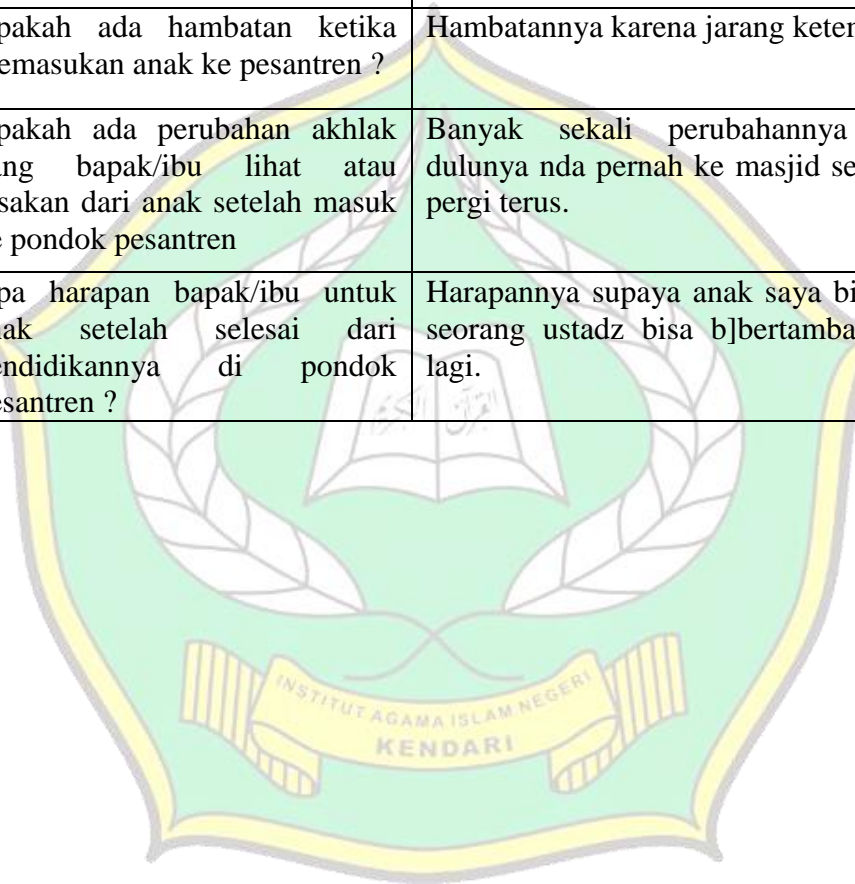 pakah ada hambatan ketika
emasukan anak ke pesantren ?
Hambatannya karena jarang
pakah ada perubahan akhlak
ang bapak/ibu lihat atau
sakan dari anak setelah masuk
e pondok pesantren
Banyak sekali perubahannya
dulunya nda pernah ke masjid se
pergi terus.
pa harapan bapak/ibu untuk
nak setelah selesai dari
endidikannya di pondok
esantren ?
Harapannya supaya anak saya bi
seorang ustadz bisa b]bertamba
lagi.
INSTITUT AGAMA ISLAM NEGERI
KENDARI